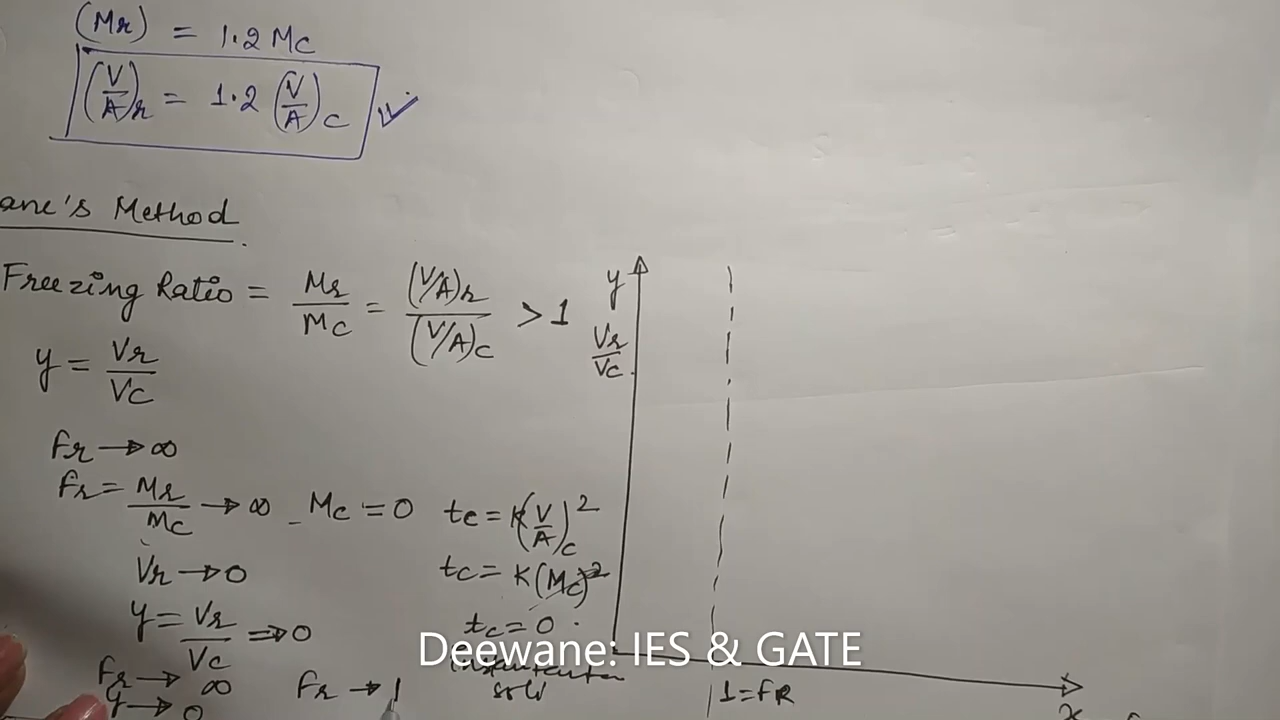 (Mr) = 1.2 Mc
(V/A)r = 1.2 (V/A)c
ane's Method
Freezing Ratio = Mr/Mc = (V/A)r/(V/A)c > 1
y = Vr/Vc
Fr → ∞
Fr = Mr/Mc → ∞ Mc = 0
Vr → 0
y = Vr/Vc ⇒ 0
Fr → ∞
y → 0
Fr → 1
tc = K(V/A)c^2
tc = K(Mc)^2
tc = 0
y
Vr/Vc
1 = FR
x
Deewane: IES & GATE